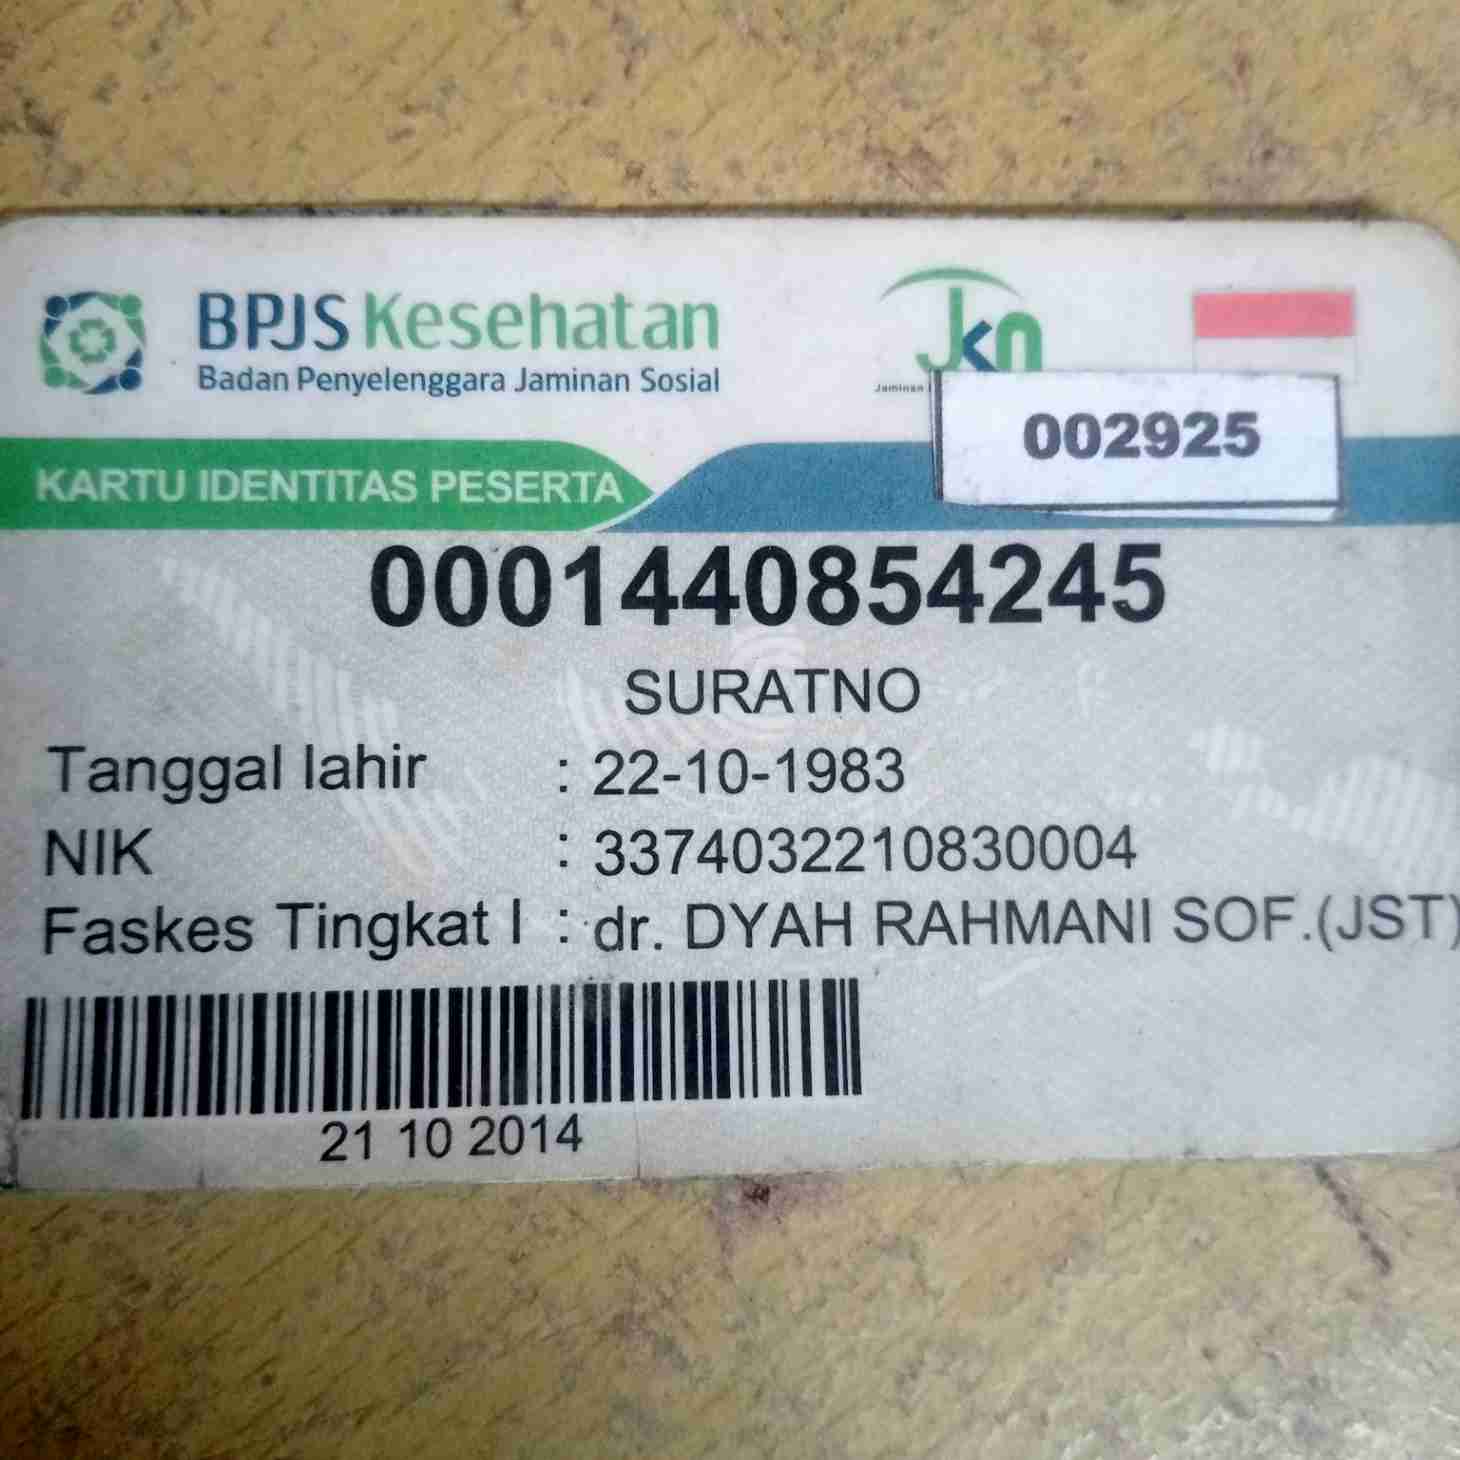 BPJS Kesehatan
Badan Penyelenggara Jaminan Sosial
Jkn
Jaminan
002925
KARTU IDENTITAS PESERTA
0001440854245
SURATNO
Tanggal lahir : 22-10-1983
NIK : 3374032210830004
Faskes Tingkat I : dr. DYAH RAHMANI SOF.(JST)
21 10 2014